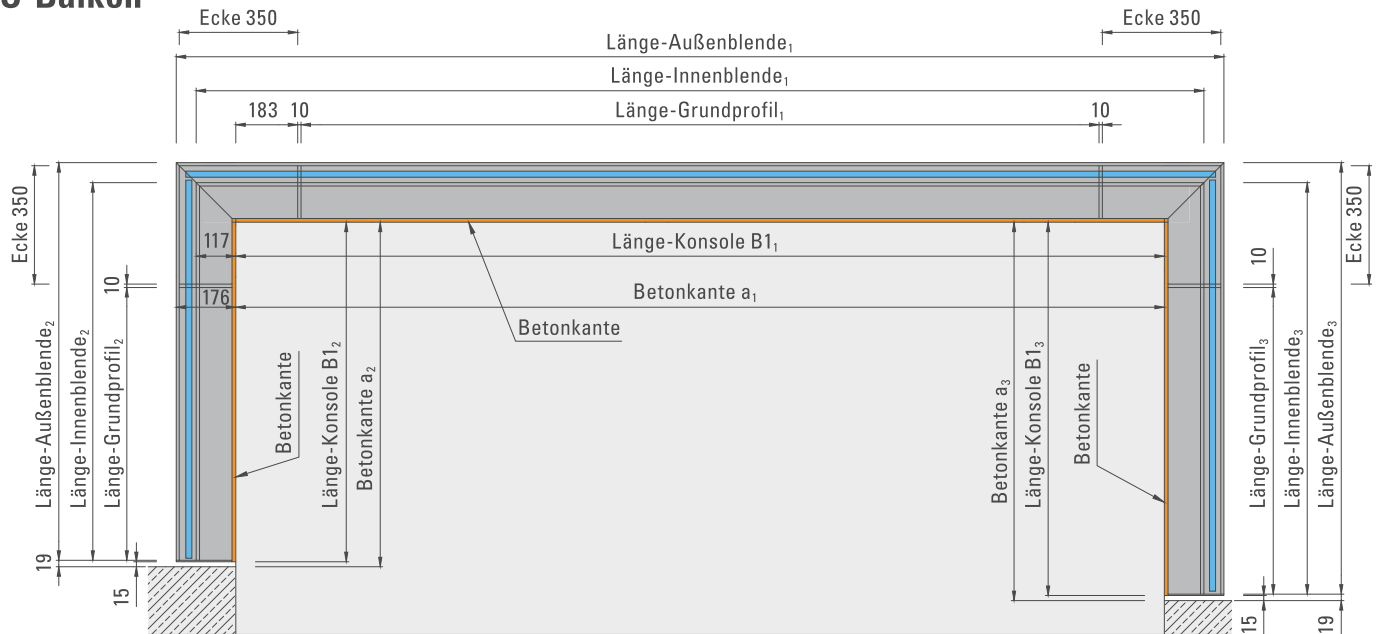 Ecke 350
Ecke 350
Länge-Außenblende₁
Länge-Innenblende₁
183 10
Länge-Grundprofil₁
10
Ecke 350
Länge-Außenblende₂
Länge-Innenblende₂
Länge-Grundprofil₂
10
19
15
117
176
Länge-Konsole B1₁
Betonkante a₁
Betonkante
Betonkante
Länge-Konsole B1₂
Betonkante a₂
Betonkante a₃
Länge-Konsole B1₃
Betonkante
10
Ecke 350
Länge-Grundprofil₃
Länge-Innenblende₃
Länge-Außenblende₃
15
19